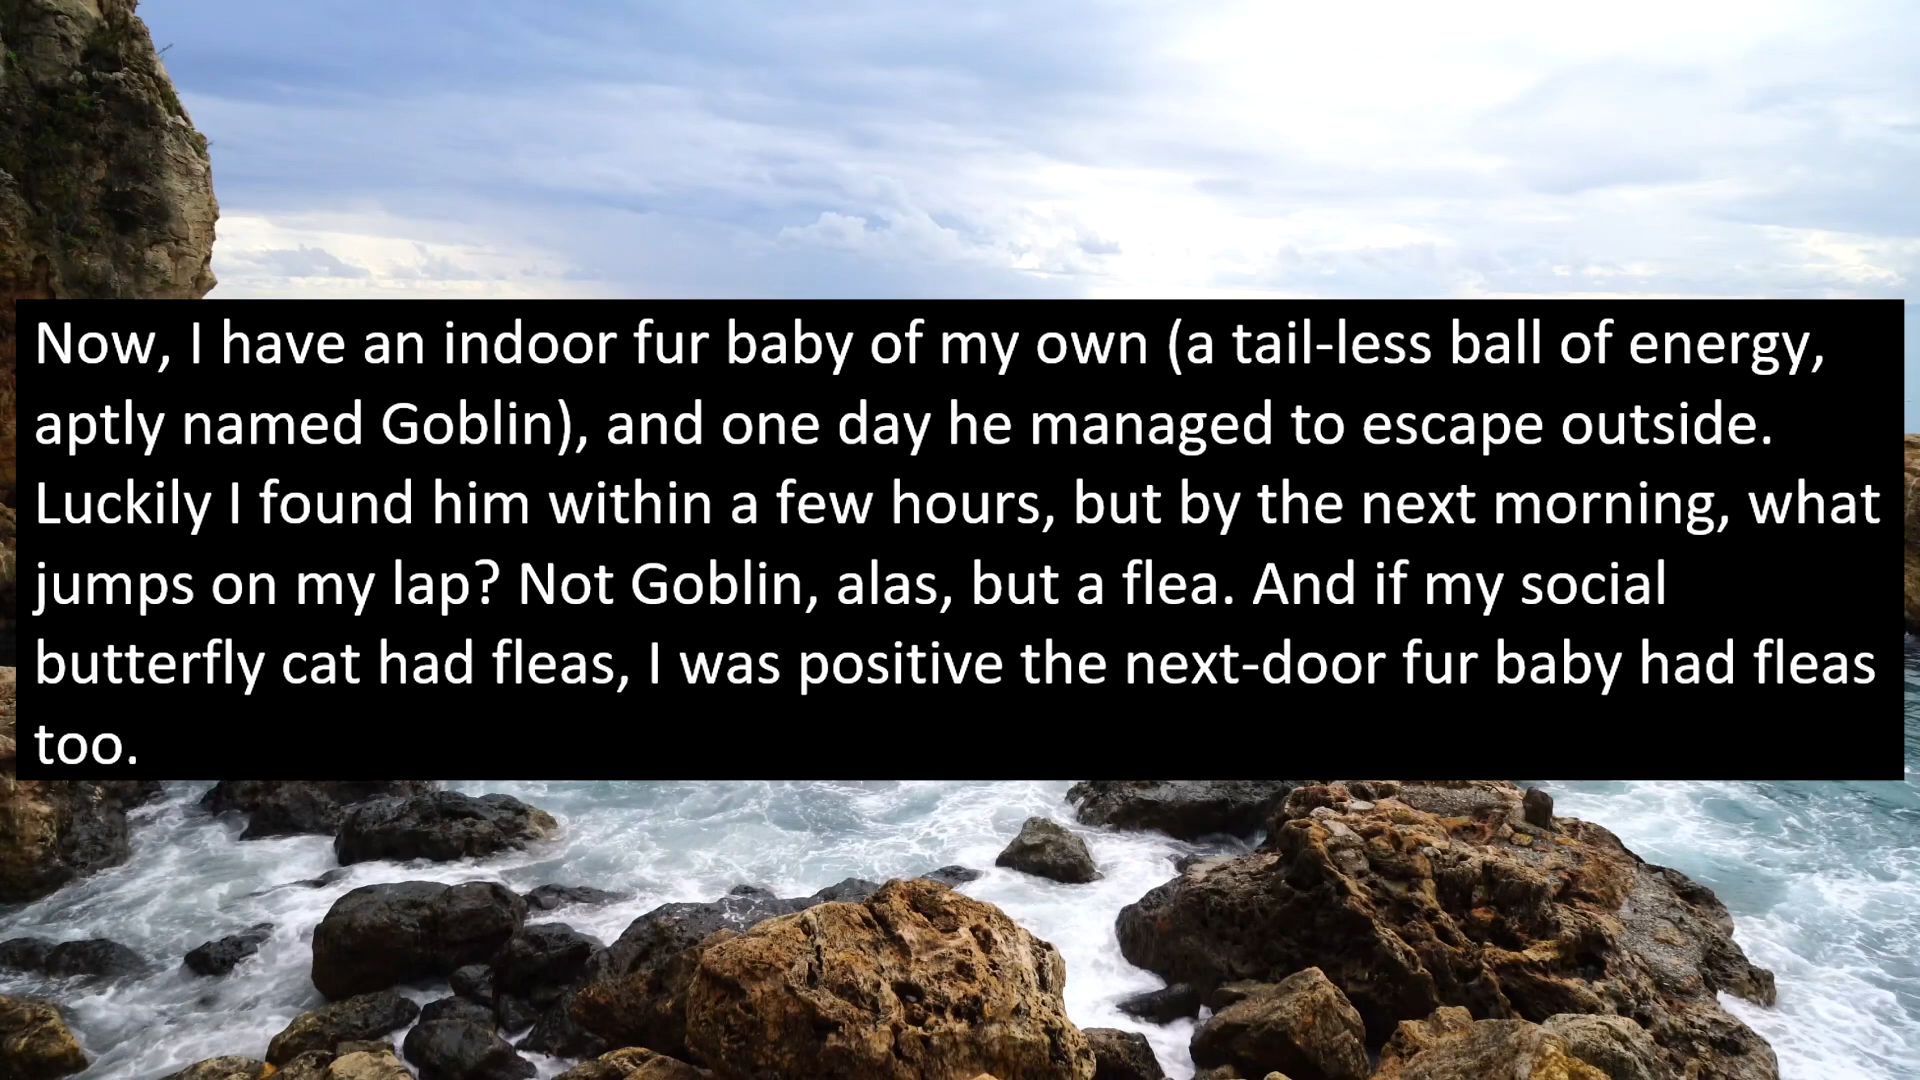 Now, I have an indoor fur baby of my own (a tail-less ball of energy,
aptly named Goblin), and one day he managed to escape outside.
Luckily I found him within a few hours, but by the next morning, what
jumps on my lap? Not Goblin, alas, but a flea. And if my social
butterfly cat had fleas, I was positive the next-door fur baby had fleas
too.